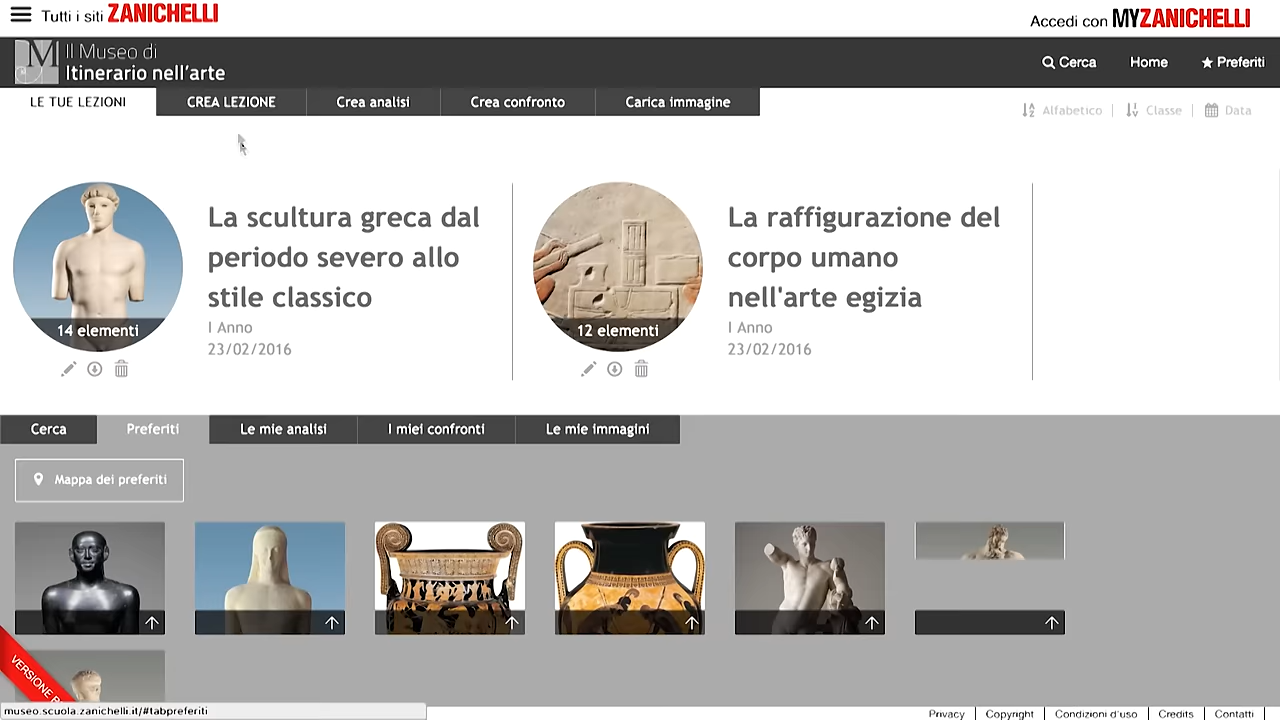 Tutti i siti ZANICHELLI
Accedi con MYZANICHELLI
M Il Museo di
Itinerario nell'arte
Cerca Home Preferiti
LE TUE LEZIONI CREA LEZIONE Crea analisi Crea confronto Carica immagine
Alfabetico Classe Data
La scultura greca dal
periodo severo allo
stile classico
14 elementi
I Anno
23/02/2016
La raffigurazione del
corpo umano
nell'arte egizia
12 elementi
I Anno
23/02/2016
Cerca Preferiti Le mie analisi I miei confronti Le mie immagini
Mappa dei preferiti
VERSIONE
museo.scuola.zanichelli.it/#tabpreferiti
Privacy Copyright Condizioni d'uso Credits Contatti